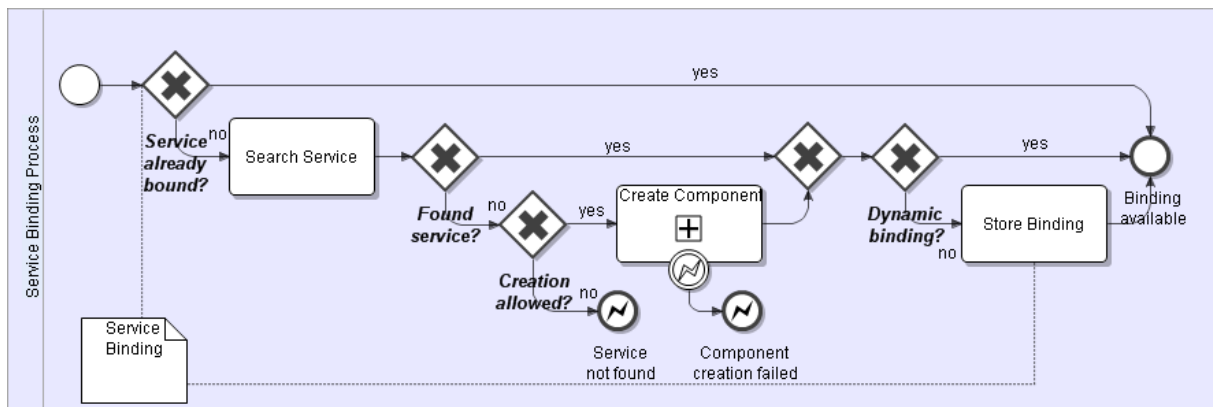 Service Binding Process
yes
Service
already
bound?
no
Search Service
yes
Found
service?
no
yes
Create Component
Creation
allowed?
no
Service
not found
Component
creation failed
Dynamic
binding?
yes
no
Store Binding
Binding
available
Service
Binding